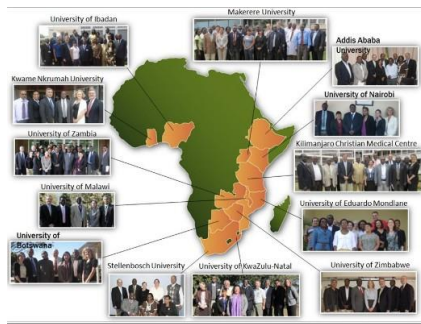 Makerere University
University of Ibadan
Addis Ababa
University
Kwame Nkrumah University
University of Nairobi
University of Zambia
Kilimanjaro Christian Medical Centre
University of Malawi
University of Eduardo Mondlane
University of
Botswana
Stellenbosch University
University of KwaZulu-Natal
University of Zimbabwe